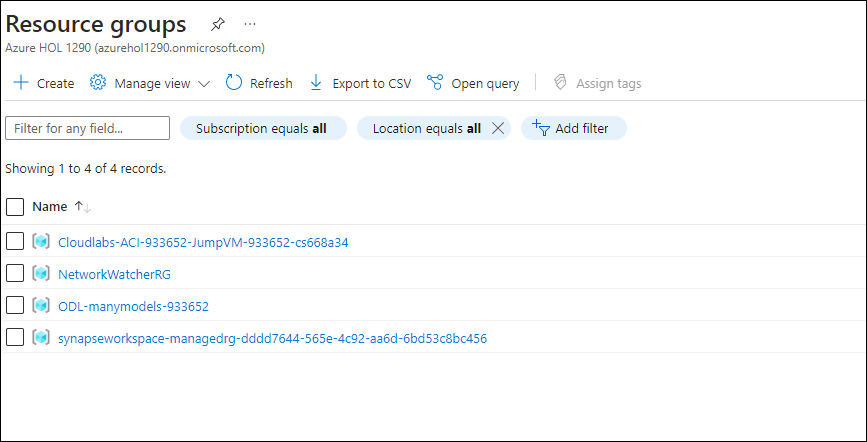 Resource groups
Azure HOL 1290 (azurehol1290.onmicrosoft.com)
Create Manage view Refresh Export to CSV Open query Assign tags
Filter for any field... Subscription equals all Location equals all Add filter
Showing 1 to 4 of 4 records.
Name
Cloudlabs-ACI-933652-JumpVM-933652-cs668a34
NetworkWatcherRG
ODL-manymodels-933652
synapseworkspace-managedrg-dddd7644-565e-4c92-aa6d-6bd53c8bc456